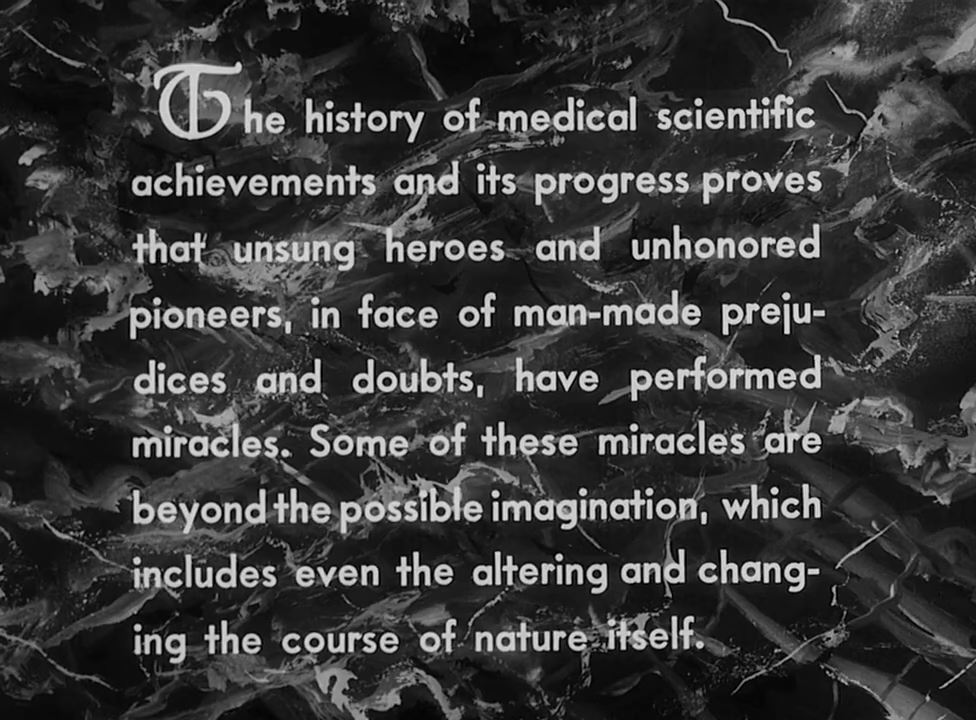 The history of medical scientific
achievements and its progress proves
that unsung heroes and unhonored
pioneers, in face of man-made preju-
dices and doubts, have performed
miracles. Some of these miracles are
beyond the possible imagination, which
includes even the altering and chang-
ing the course of nature itself.